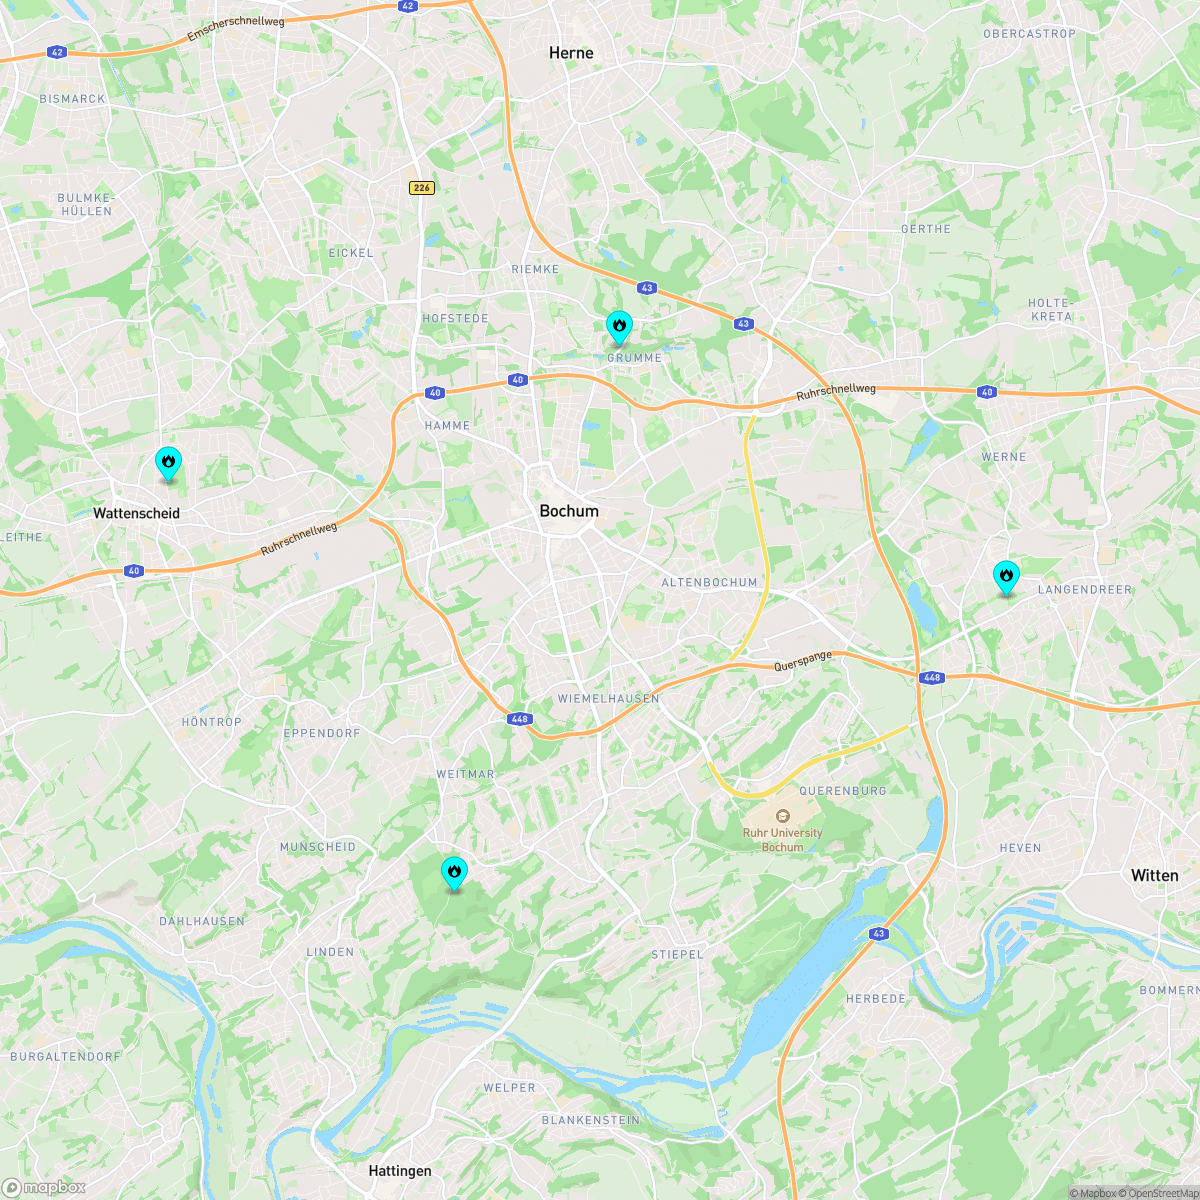 42
Emscherschnellweg
42
Herne
OBERCASTROP
BISMARCK
226
BULMKE-
HÜLLEN
GERTHE
EICKEL
RIEMKE
43
HOLTE-
KRETA
HOFSTEDE
43
GRUMME
40
40
Ruhrschnellweg
40
HAMME
WERNE
Wattenscheid
Bochum
LEITHE
Ruhrschnellweg
40
ALTENBOCHUM
LANGENDREER
Querspange
448
WIEMELHAUSEN
HÖNTROP
448
EPPENDORF
WEITMAR
QUERENBURG
Ruhr University
Bochum
MUNSCHEID
HEVEN
Witten
DAHLHAUSEN
43
LINDEN
STIEPEL
BOMMERN
HERBEDE
BURGALTENDORF
WELPER
BLANKENSTEIN
Hattingen
mapbox
© Mapbox © OpenStreetMap